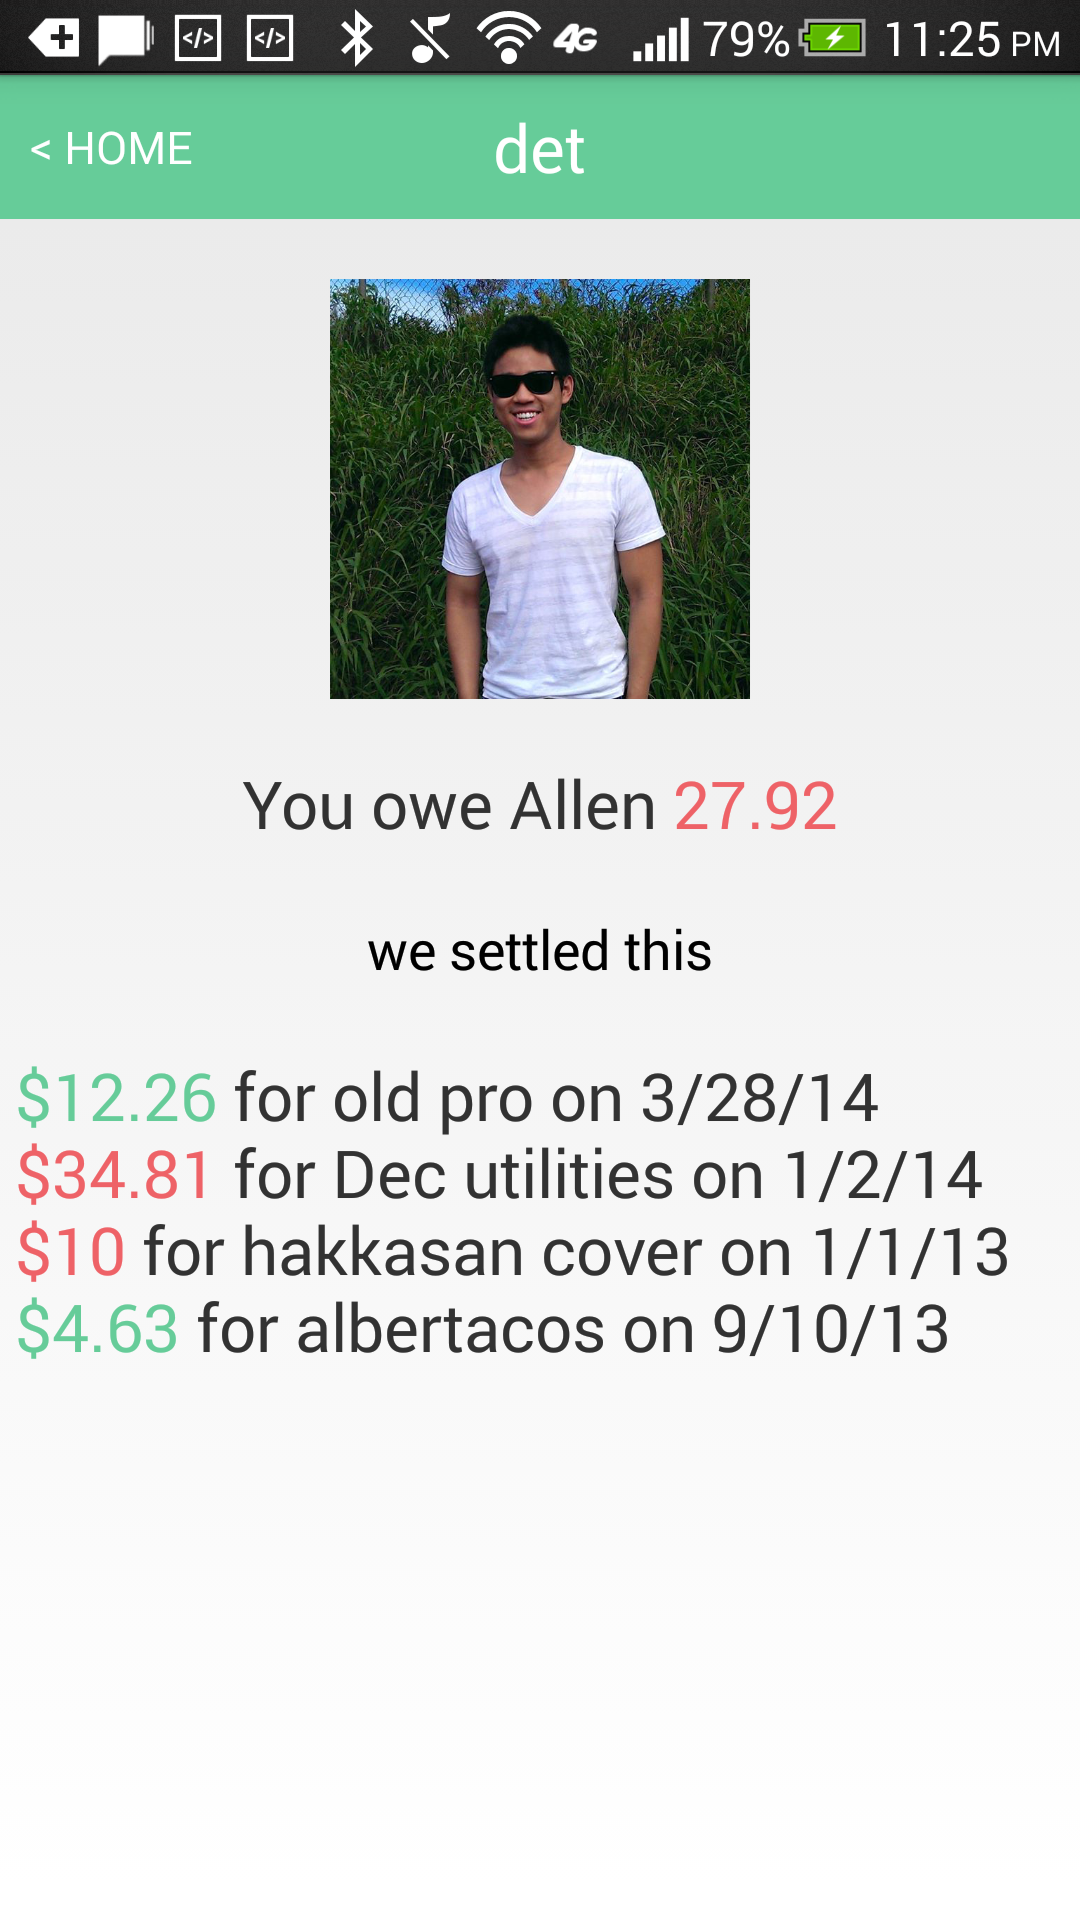 </> </> 4G 79% 11:25 PM
< HOME det
You owe Allen 27.92
we settled this
$12.26 for old pro on 3/28/14
$34.81 for Dec utilities on 1/2/14
$10 for hakkasan cover on 1/1/13
$4.63 for albertacos on 9/10/13